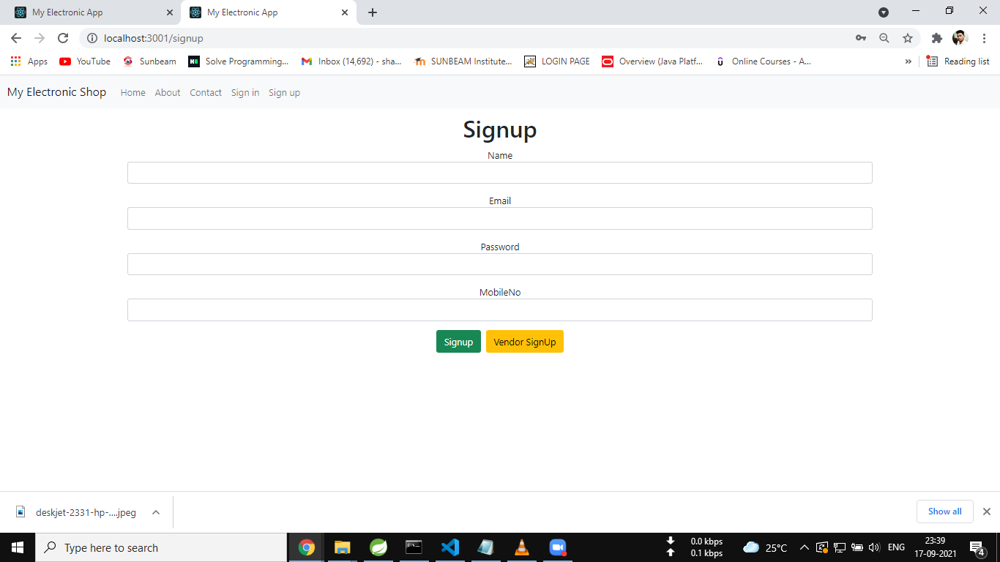 My Electronic App
My Electronic App
localhost:3001/signup
Apps YouTube Sunbeam Solve Programming... Inbox (14,692) - sha... SUNBEAM Institute... LOGIN PAGE Overview (Java Platf... Online Courses - A... » Reading list
My Electronic Shop Home About Contact Sign in Sign up
Signup
Name
Email
Password
MobileNo
Signup Vendor SignUp
deskjet-2331-hp-....jpeg Show all
Type here to search
0.0 kbps
0.1 kbps
25°C
ENG
23:39
17-09-2021
4